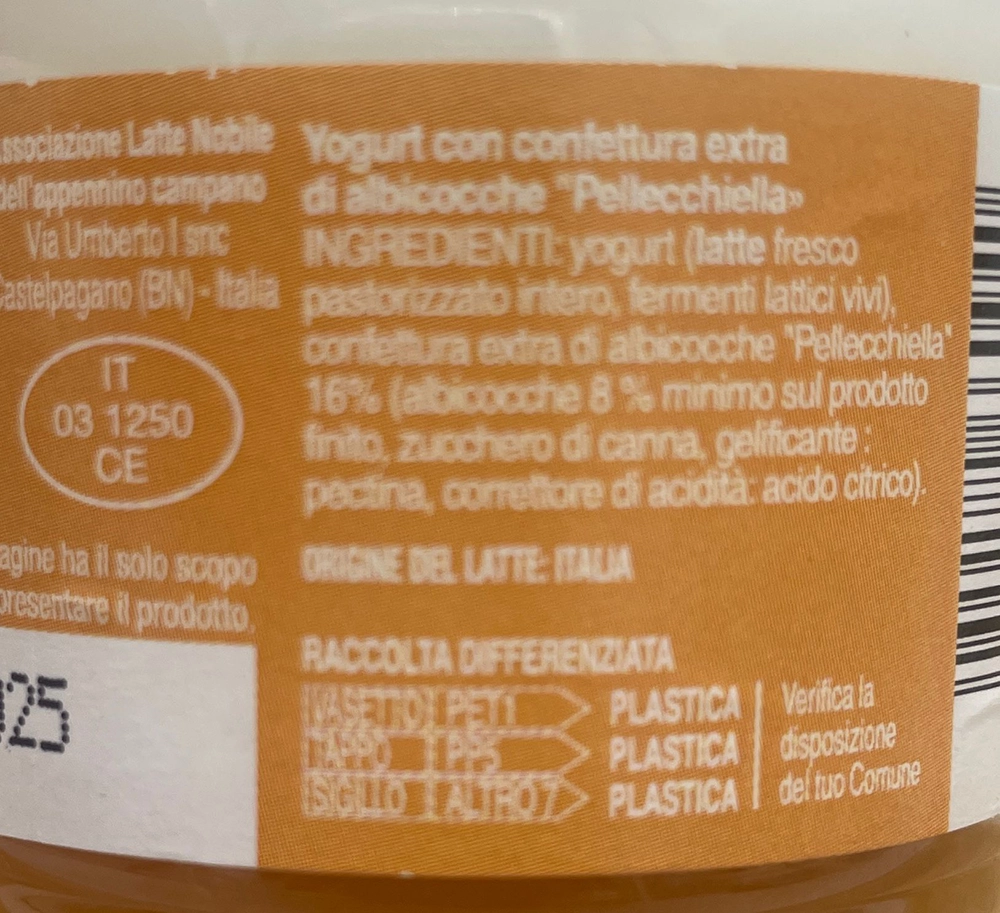 ssociazione Latte Nobile
dell'appennino campano
Via Umberto I snc
Castelpagano (BN) - Italia
IT
03 1250
CE
agine ha il solo scopo
presentare il prodotto.
025
Yogurt con confettura extra
di albicocche "Pellecchiella»
INGREDIENTI: yogurt (latte fresco
pastorizzato intero, fermenti lattici vivi),
confettura extra di albicocche "Pellecchiella"
16% (albicocche 8 % minimo sul prodotto
finito, zucchero di canna, gelificante :
pectina, correttore di acidità: acido citrico).
ORIGINE DEL LATTE: ITALIA
RACCOLTA DIFFERENZIATA
VASETTO PET1 PLASTICA
TAPPO PP5 PLASTICA
SIGILLO ALTRO7 PLASTICA
Verifica la
disposizione
del tuo Comune